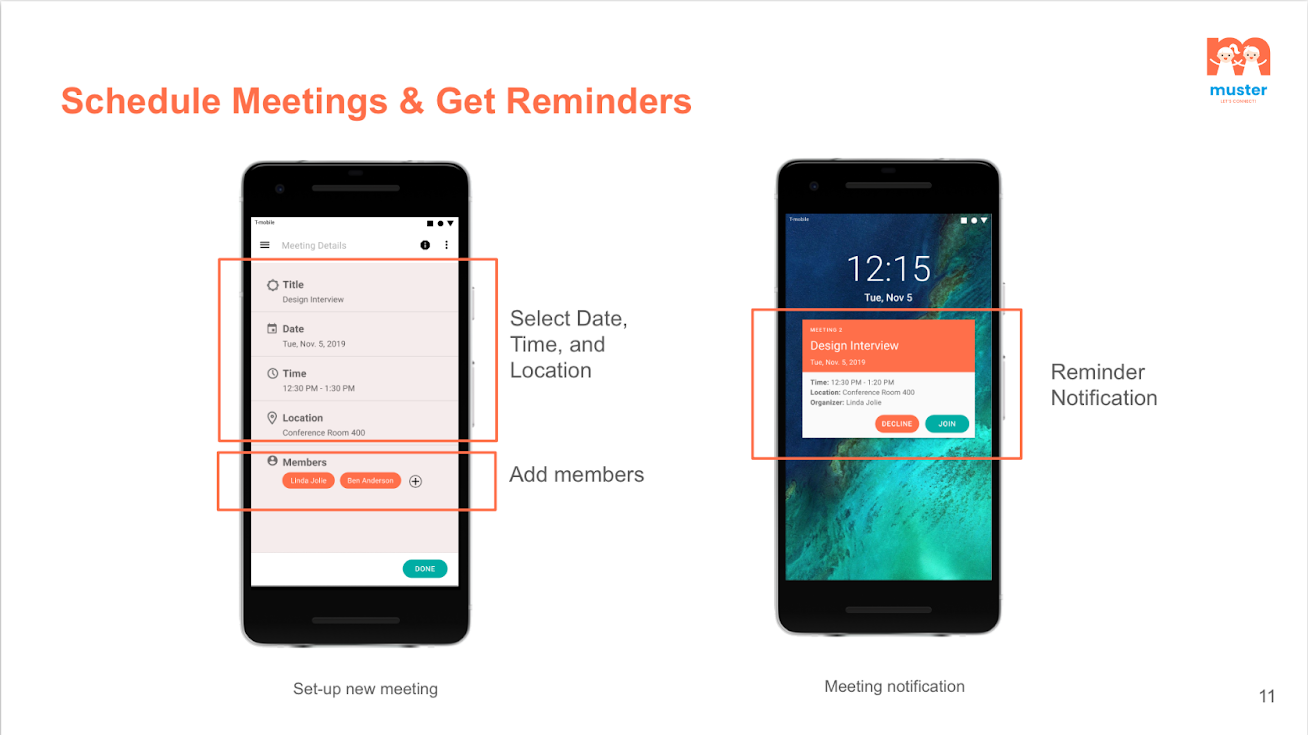 muster
LET'S CONNECT!
Schedule Meetings & Get Reminders
T-mobile
Meeting Details
Title
Design Interview
Date
Tue, Nov. 5, 2019
Time
12:30 PM - 1:30 PM
Location
Conference Room 400
Members
Linda Jolie
Ben Anderson
DONE
Select Date,
Time, and
Location
Add members
Set-up new meeting
T-mobile
12:15
Tue, Nov 5
MEETING 2
Design Interview
Tue, Nov. 5, 2019
Time: 12:30 PM - 1:20 PM
Location: Conference Room 400
Organizer: Linda Jolie
DECLINE
JOIN
Reminder
Notification
Meeting notification
11